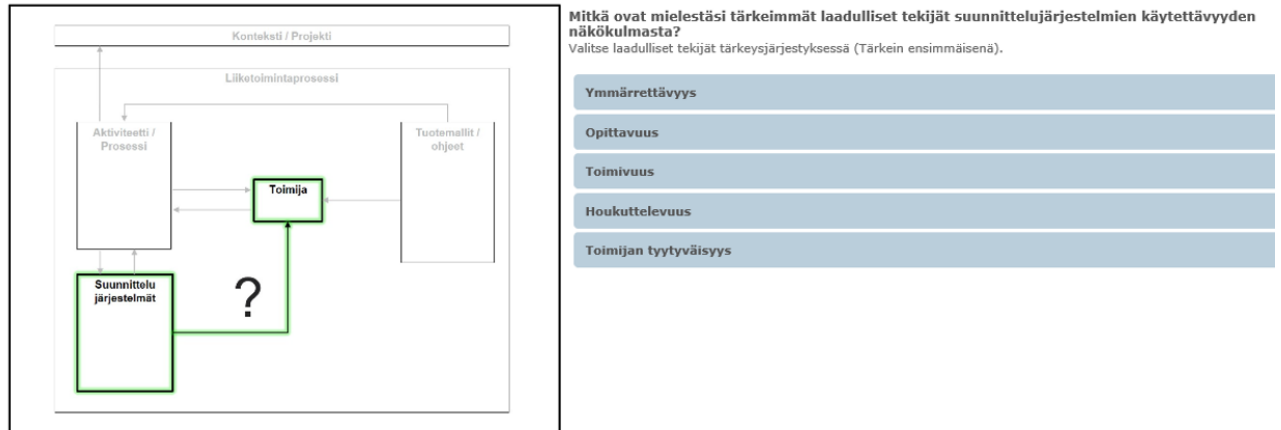 Konteksti / Projekti
Liiketoimintaprosessi
Aktiviteetti /
Prosessi
Tuotemallit /
ohjeet
Toimija
Suunnittelu
järjestelmät
?
Mitkä ovat mielestäsi tärkeimmät laadulliset tekijät suunnittelujärjestelmien käytettävyyden
näkökulmasta?
Valitse laadulliset tekijät tärkeysjärjestyksessä (Tärkein ensimmäisenä).
Ymmärrettävyys
Opittavuus
Toimivuus
Houkuttelevuus
Toimijan tyytyväisyys